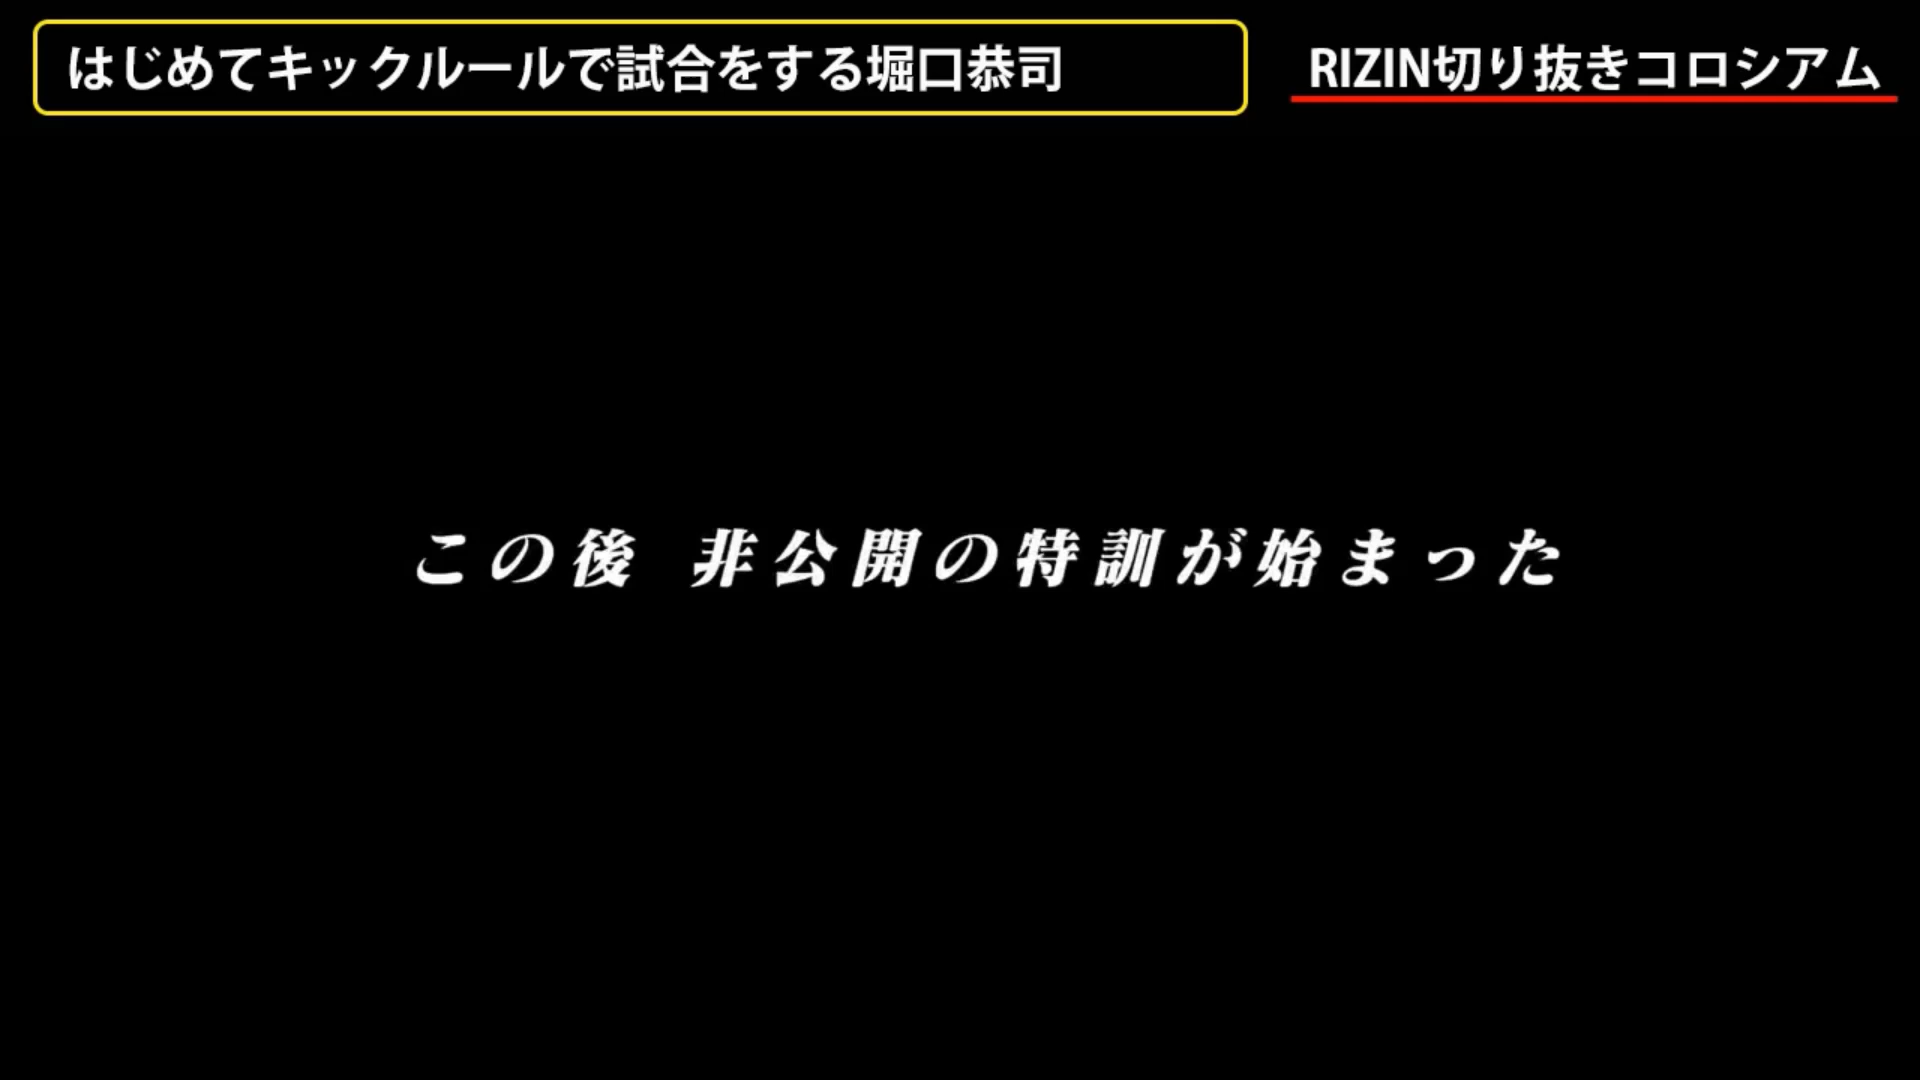 はじめてキックルールで試合をする堀口恭司
RIZIN切り抜きコロシアム
この後 非公開の特訓が始まった